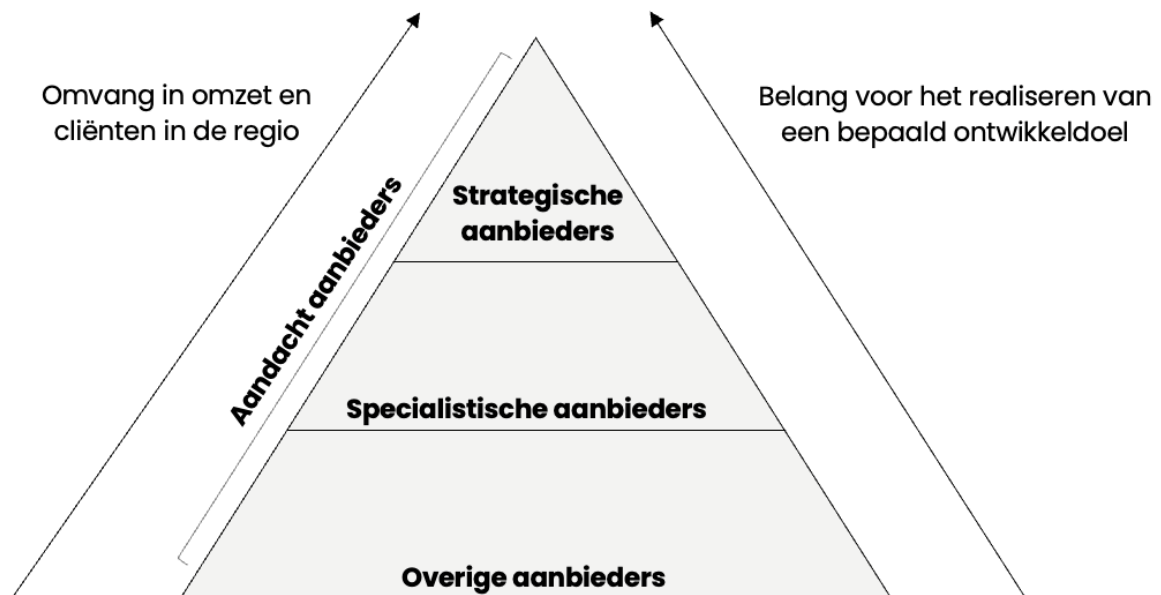 Omvang in omzet en
cliënten in de regio
Belang voor het realiseren van
een bepaald ontwikkeldoel
Aandacht aanbieders
Strategische
aanbieders
Specialistische aanbieders
Overige aanbieders